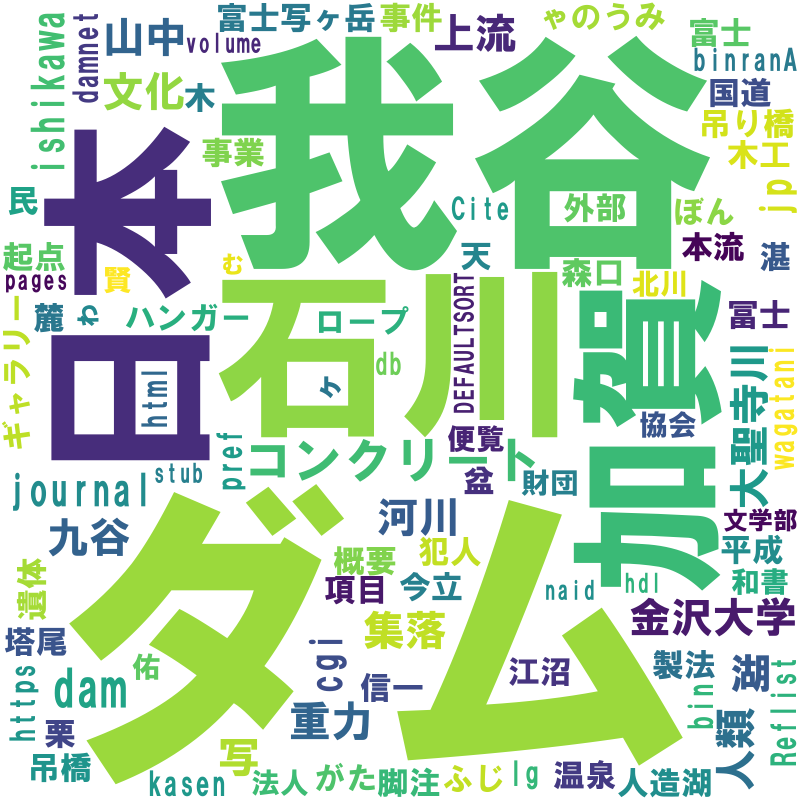 富士写ヶ岳
事件
ゃのうみ
damnet
山中
volume
上流
富士
binranA
ishikawa
文化
木
我谷
国道
吊り橋
事業
木工
jp
民
日本
Cite
外部
ぼん
本流
起点
天
湛
pages
賢
む
森口
北川
麓
わ
ハンガー
ロープ
DEFAULTSORT
冨士
ギャラリー
石川
加賀
html
ヶ
db
大聖寺川
wagatani
便覧
協会
pref
コンクリート
journal
stub
盆
財団
文学部
九谷
河川
犯人
平成
概要
遺体
項目
今立
naid
hdl
和書
ダム
集落
金沢大学
塔尾
cgi
江沼
製法
湖
佑
dam
信一
https
bin
人類
Reflist
栗
重力
吊橋
写
kasen
法人
がた
脚注
ふじ
lg
温泉
人造湖